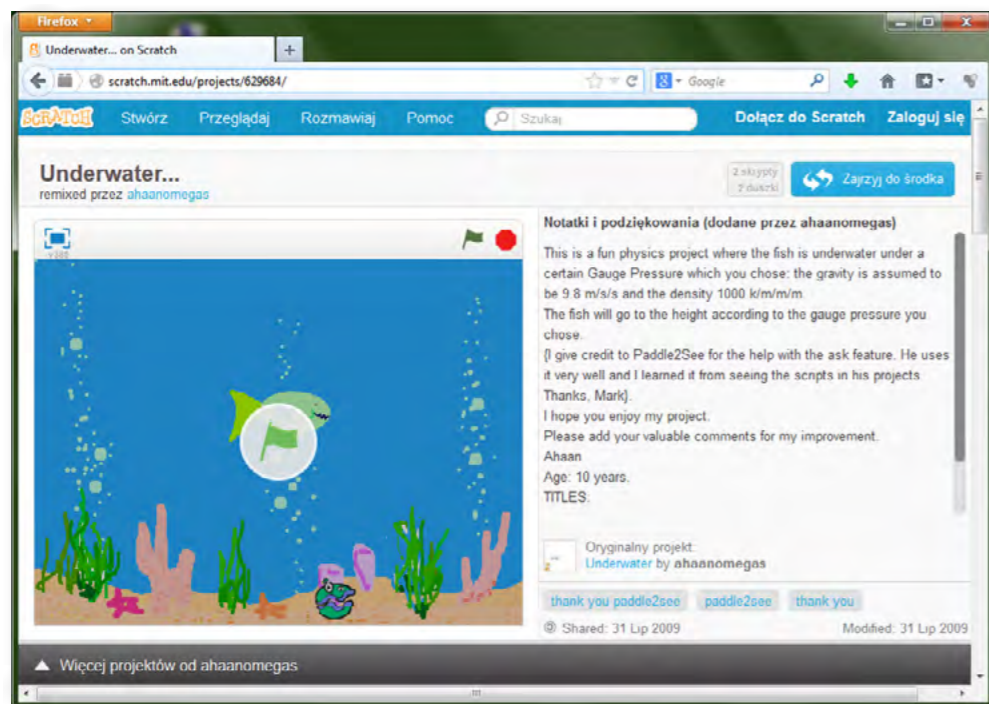 Firefox
Underwater... on Scratch
scratch.mit.edu/projects/629684/
Google
SCRATCH Stwórz Przeglądaj Rozmawiaj Pomoc Szukaj Dołącz do Scratch Zaloguj się
Underwater...
remixed przez ahaanomegas
2 skrypty
7 duszki
Zajrzyj do środka
Notatki i podziękowania (dodane przez ahaanomegas)
This is a fun physics project where the fish is underwater under a
certain Gauge Pressure which you chose: the gravity is assumed to
be 9.8 m/s/s and the density 1000 k/m/m/m.
The fish will go to the height according to the gauge pressure you
chose.
{I give credit to Paddle2See for the help with the ask feature. He uses
it very well and I learned it from seeing the scripts in his projects.
Thanks, Mark}.
I hope you enjoy my project.
Please add your valuable comments for my improvement.
Ahaan
Age: 10 years.
TITLES:
Oryginalny projekt:
Underwater by ahaanomegas
thank you paddle2see paddle2see thank you
Shared: 31 Lip 2009 Modified: 31 Lip 2009
Więcej projektów od ahaanomegas